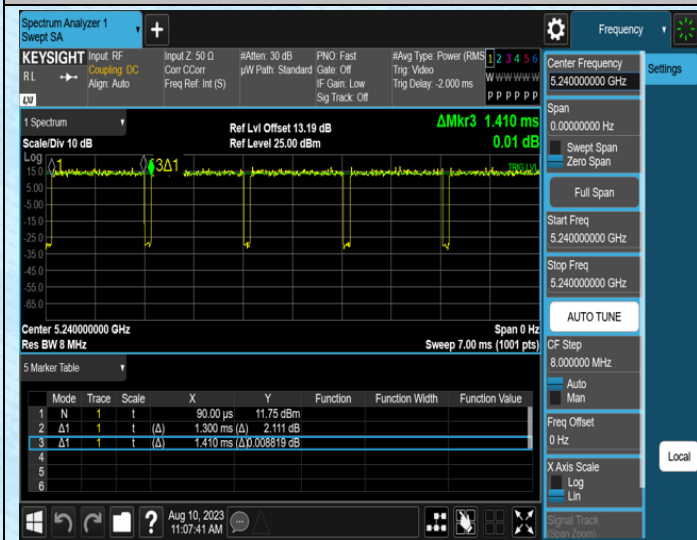 Spectrum Analyzer 1
Swept SA
+
Frequency
KEYSIGHT
RL
LXI
Input: RF
Coupling: DC
Align: Auto
Input Z: 50 Ω
Corr CCorr
Freq Ref: Int (S)
#Atten: 30 dB
µW Path: Standard
PNO: Fast
Gate: Off
IF Gain: Low
Sig Track: Off
#Avg Type: Power (RMS
Trig: Video
Trig Delay: -2.000 ms
1 2 3 4 5 6
W W W W W W
P P P P P P
1 Spectrum
Scale/Div 10 dB
Ref Lvl Offset 13.19 dB
Ref Level 25.00 dBm
ΔMkr3 1.410 ms
0.01 dB
Log
15.0
5.00
-5.00
-15.0
-25.0
-35.0
-45.0
-55.0
-65.0
1
3Δ1
TRIG LVL
Center 5.240000000 GHz
Res BW 8 MHz
Span 0 Hz
Sweep 7.00 ms (1001 pts)
5 Marker Table
Mode Trace Scale X Y Function Function Width Function Value
1 N 1 t 90.00 µs 11.75 dBm
2 Δ1 1 t (Δ) 1.300 ms (Δ) 2.111 dB
3 Δ1 1 t (Δ) 1.410 ms (Δ) 0.008819 dB
4
5
6
?
Aug 10, 2023
11:07:41 AM
Center Frequency
5.240000000 GHz
Span
0.00000000 Hz
Swept Span
Zero Span
Full Span
Start Freq
5.240000000 GHz
Stop Freq
5.240000000 GHz
AUTO TUNE
CF Step
8.000000 MHz
Auto
Man
Freq Offset
0 Hz
X Axis Scale
Log
Lin
Signal Track
(Span Zoom)
Settings
Local